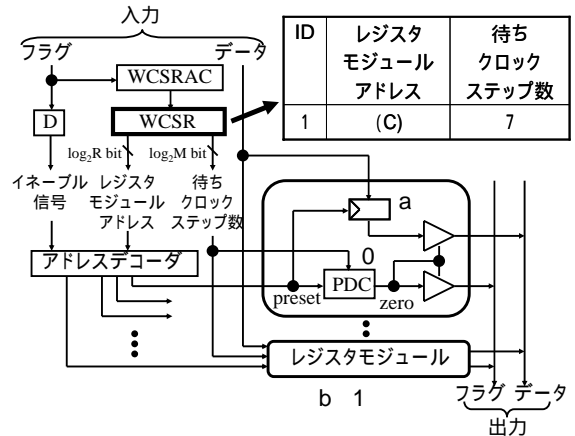 入力
フラグ データ
WCSRAC
D
WCSR
log2R bit log2M bit
イネーブル
信号
レジスタ
モジュール
アドレス
待ち
クロック
ステップ数
アドレスデコーダ
ID レジスタ
モジュール
アドレス 待ち
クロック
ステップ数
1 (C) 7
a
0
PDC
preset zero
レジスタモジュール
b 1
フラグ データ
出力